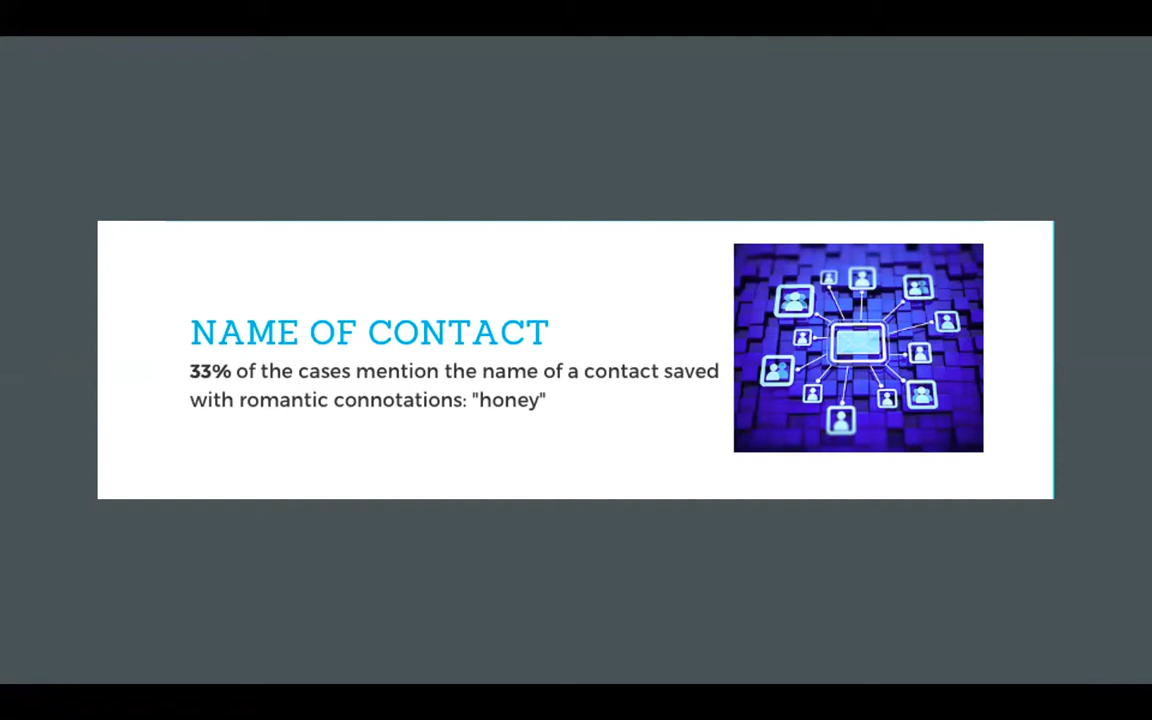 NAME OF CONTACT
33% of the cases mention the name of a contact saved
with romantic connotations: "honey"